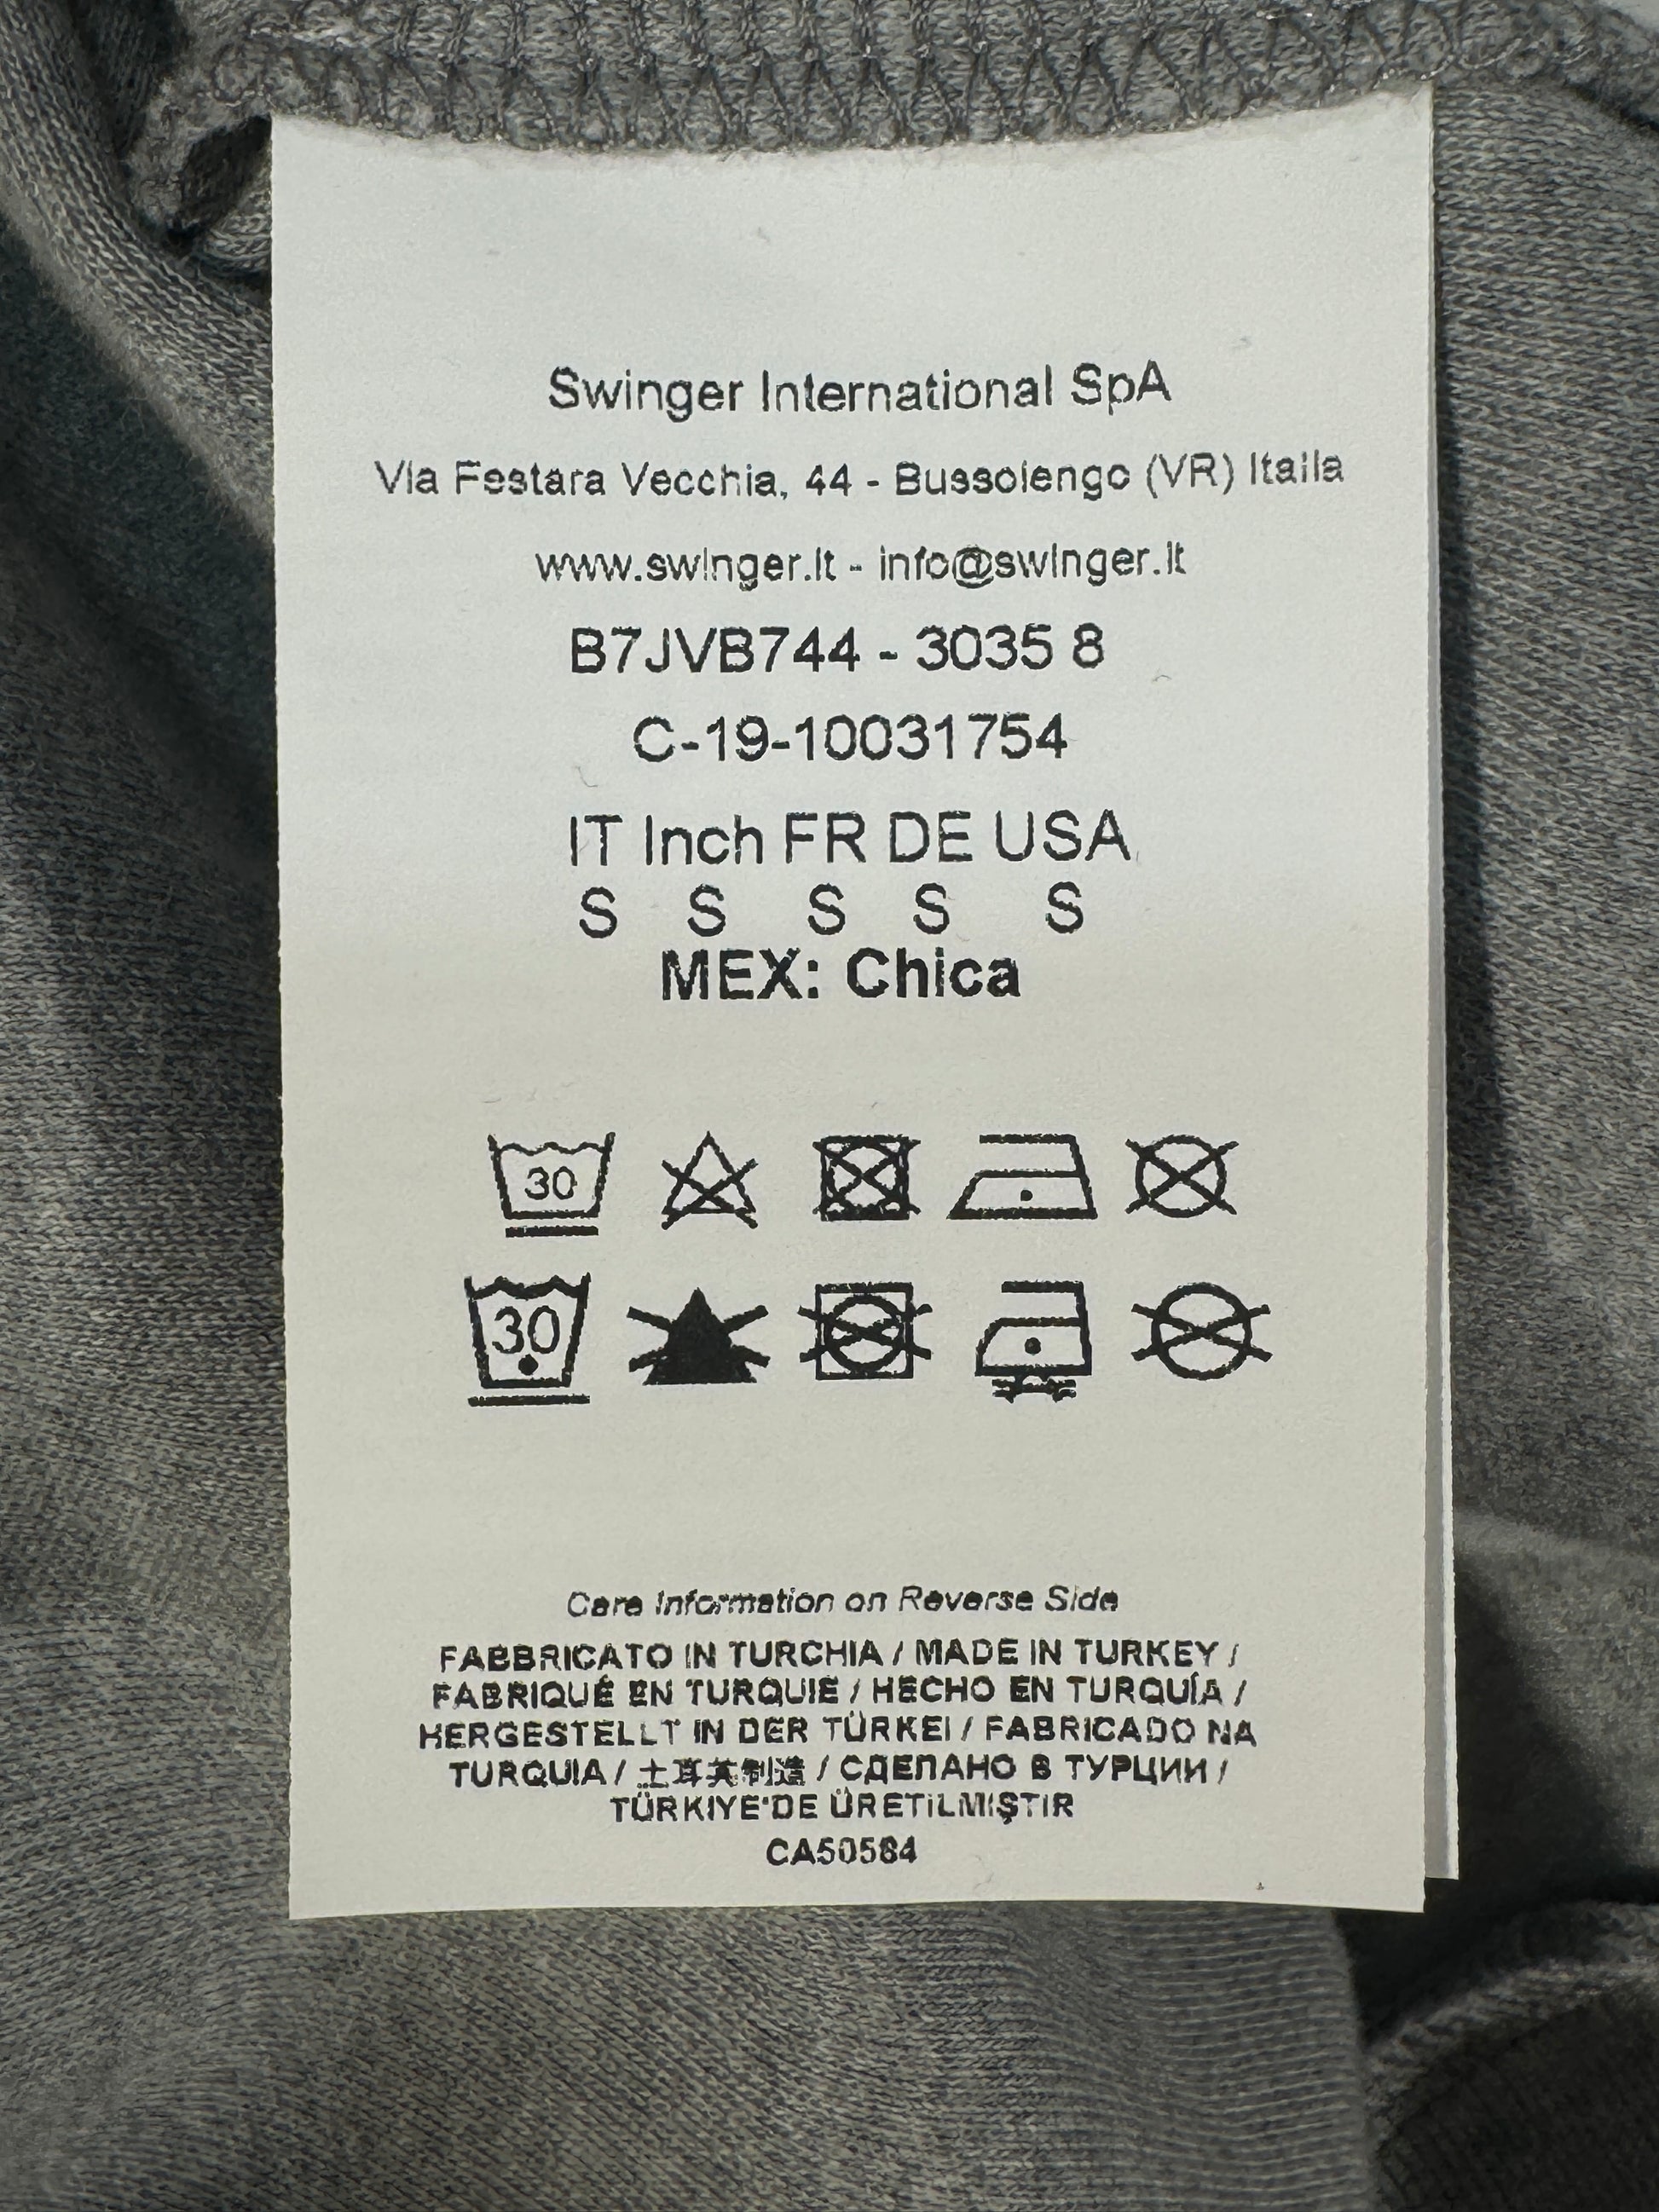 Swinger International SpA
Via Festara Vecchia, 44 - Bussolengo (VR) Italia
www.swinger.it - info@swinger.it
B7JVB744 - 3035 8
C-19-10031754
IT Inch FR DE USA
S S S S S
MEX: Chica
30
30
Care Information on Reverse Side
FABBRICATO IN TURCHIA / MADE IN TURKEY /
FABRIQUÉ EN TURQUIE / HECHO EN TURQUÍA /
HERGESTELLT IN DER TÜRKEI / FABRICADO NA
TURQUIA / 土耳其制造 / СДЕЛАНО В ТУРЦИИ /
TÜRKIYE'DE ÜRETiLMIŞTIR
CA50584